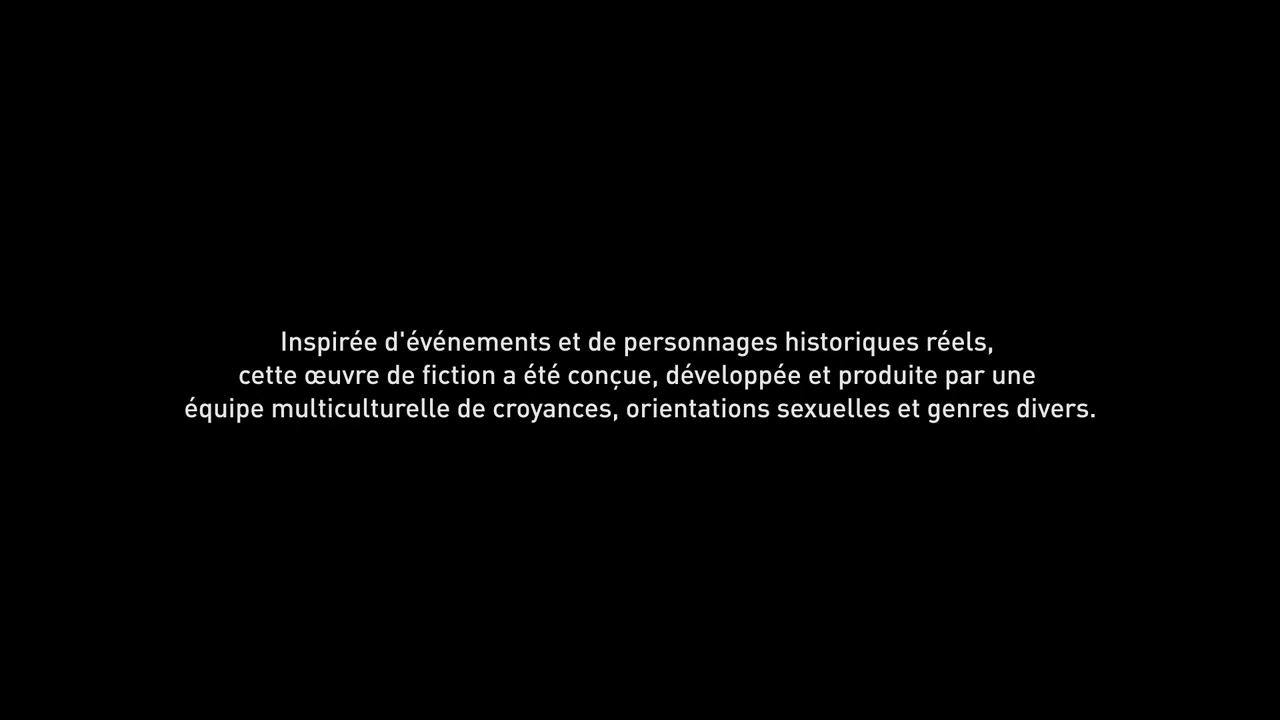 Inspirée d'événements et de personnages historiques réels,
cette œuvre de fiction a été conçue, développée et produite par une
équipe multiculturelle de croyances, orientations sexuelles et genres divers.